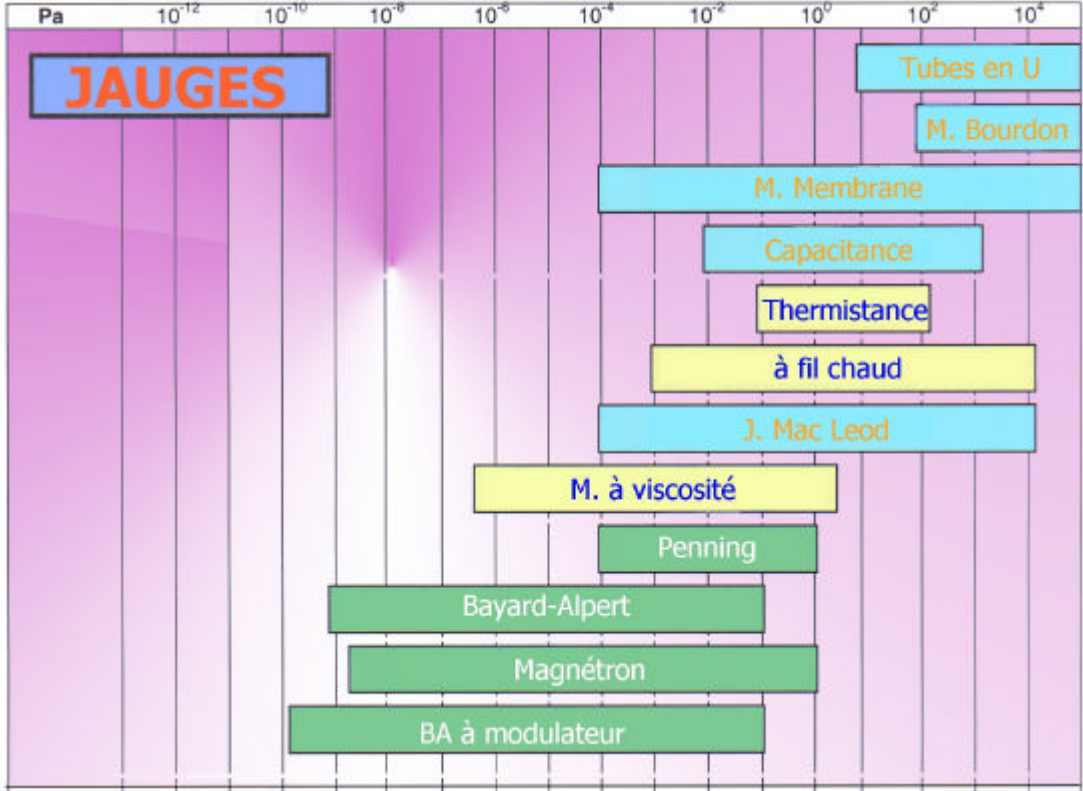 Pa 10⁻¹² 10⁻¹⁰ 10⁻⁸ 10⁻⁶ 10⁻⁴ 10⁻² 10⁰ 10² 10⁴
JAUGES
Tubes en U
M. Bourdon
M. Membrane
Capacitance
Thermistance
à fil chaud
J. Mac Leod
M. à viscosité
Penning
Bayard-Alpert
Magnétron
BA à modulateur